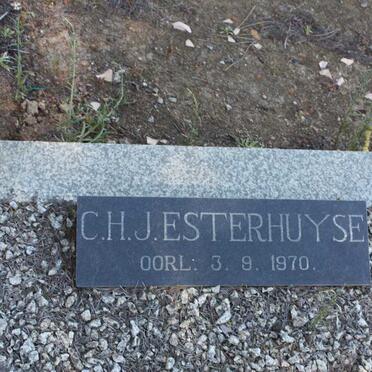 C.H.J.ESTERHUYSE
OORL: 3. 9. 1970.